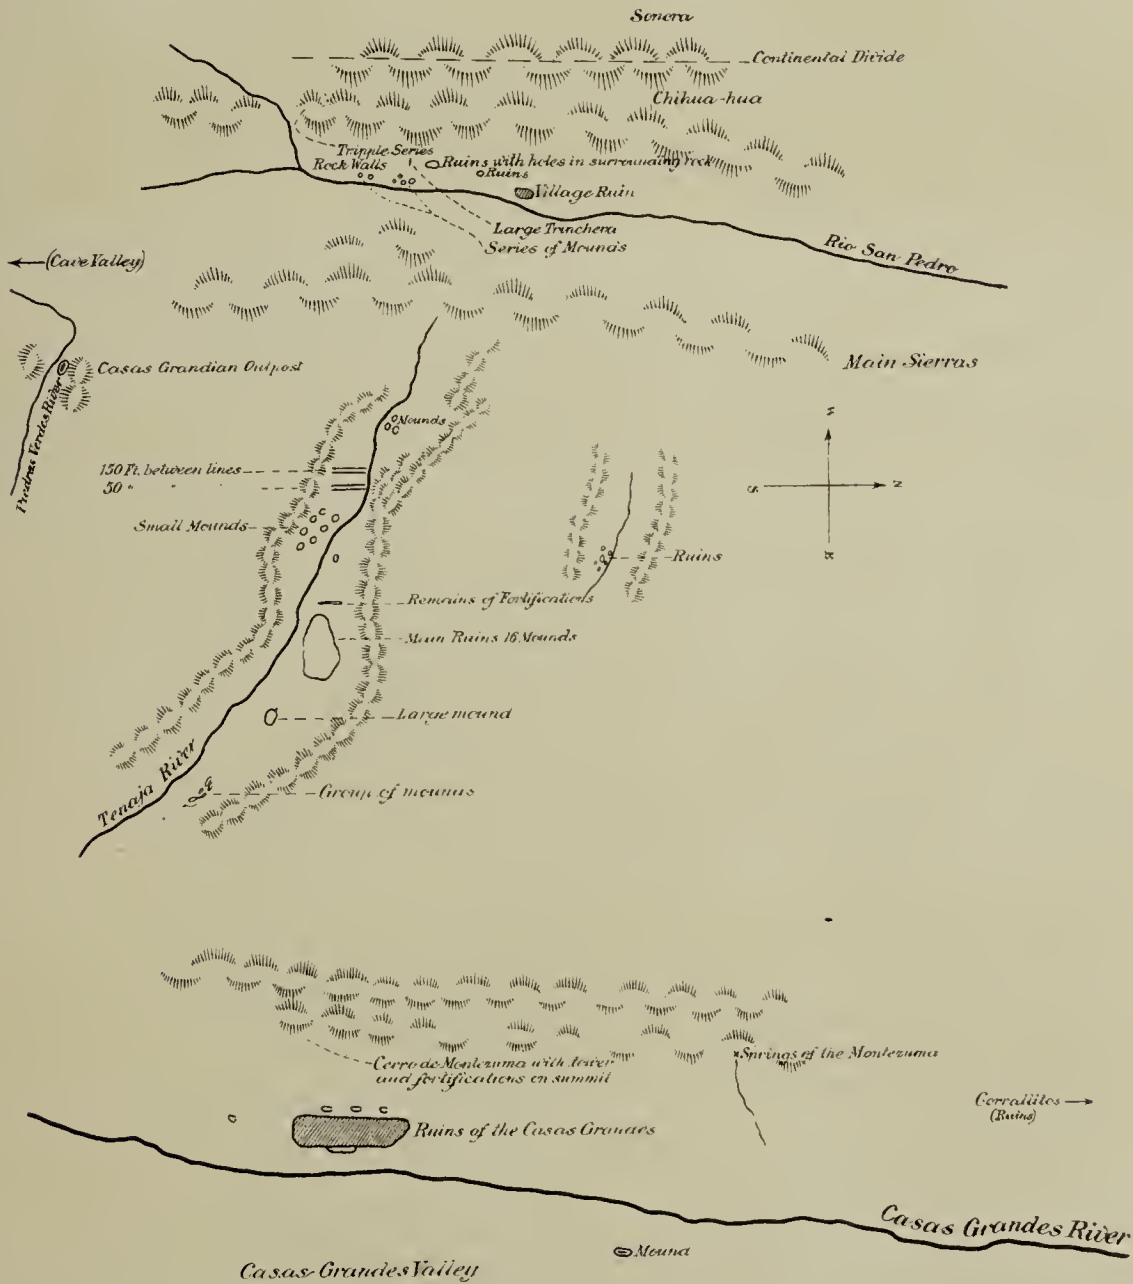 Sonora
Continental Divide
Chihua-hua
Tripple Series
Rock Walls
Ruins with holes in surrounding rock
Ruins
Village Ruin
Large Trinchera
Series of Mounds
Rio San Pedro
(Cave Valley)
Casas Grandian Outpost
Piedras Verdes River
Main Sierras
Mounds
150 Ft. between lines
50 " "
Small Mounds
Ruins
Remains of Fortifications
Main Ruins 16 Mounds
Large mound
Tenaja River
Group of mounds
Cerro de Montezuma with tower
and fortifications on summit
Springs of the Montezuma
Corralitos
(Ruins)
Ruins of the Casas Grandes
Casas Grandes River
Mound
Casas Grandes Valley